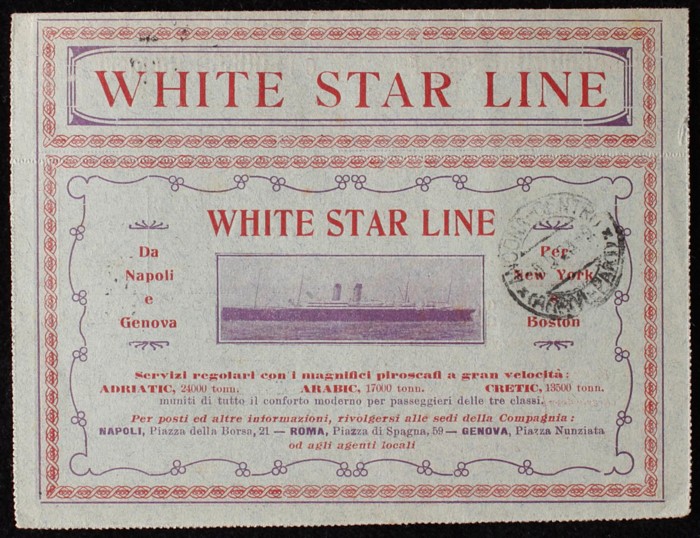 WHITE STAR LINE
WHITE STAR LINE
Da
Napoli
e
Genova
Per
New York
e
Boston
Servizi regolari con i magnifici piroscafi a gran velocità:
ADRIATIC, 24000 tonn. ARABIC, 17000 tonn. CRETIC, 13500 tonn.
muniti di tutto il conforto moderno per passeggieri delle tre classi.
Per posti ed altre informazioni, rivolgersi alle sedi della Compagnia:
NAPOLI, Piazza della Borsa, 21 — ROMA, Piazza di Spagna, 59 — GENOVA, Piazza Nunziata
od agli agenti locali